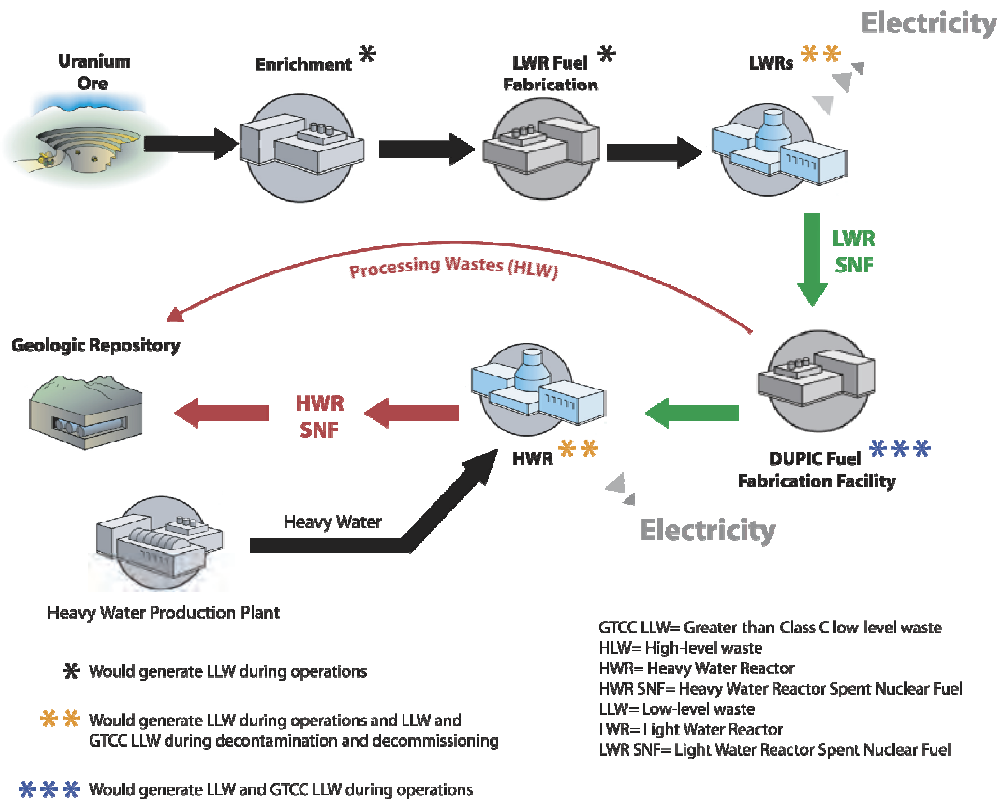 Electricity
Uranium
Ore
Enrichment *
LWR Fuel *
Fabrication
LWRs **
LWR
SNF
Processing Wastes (HLW)
Geologic Repository
HWR
SNF
HWR **
DUPIC Fuel ***
Fabrication Facility
Heavy Water
Electricity
Heavy Water Production Plant
* Would generate LLW during operations
** Would generate LLW during operations and LLW and
GTCC LLW during decontamination and decommissioning
*** Would generate LLW and GTCC LLW during operations
GTCC LLW= Greater than Class C low level waste
HLW= High-level waste
HWR= Heavy Water Reactor
HWR SNF= Heavy Water Reactor Spent Nuclear Fuel
LLW= Low-level waste
LWR= Light Water Reactor
LWR SNF= Light Water Reactor Spent Nuclear Fuel